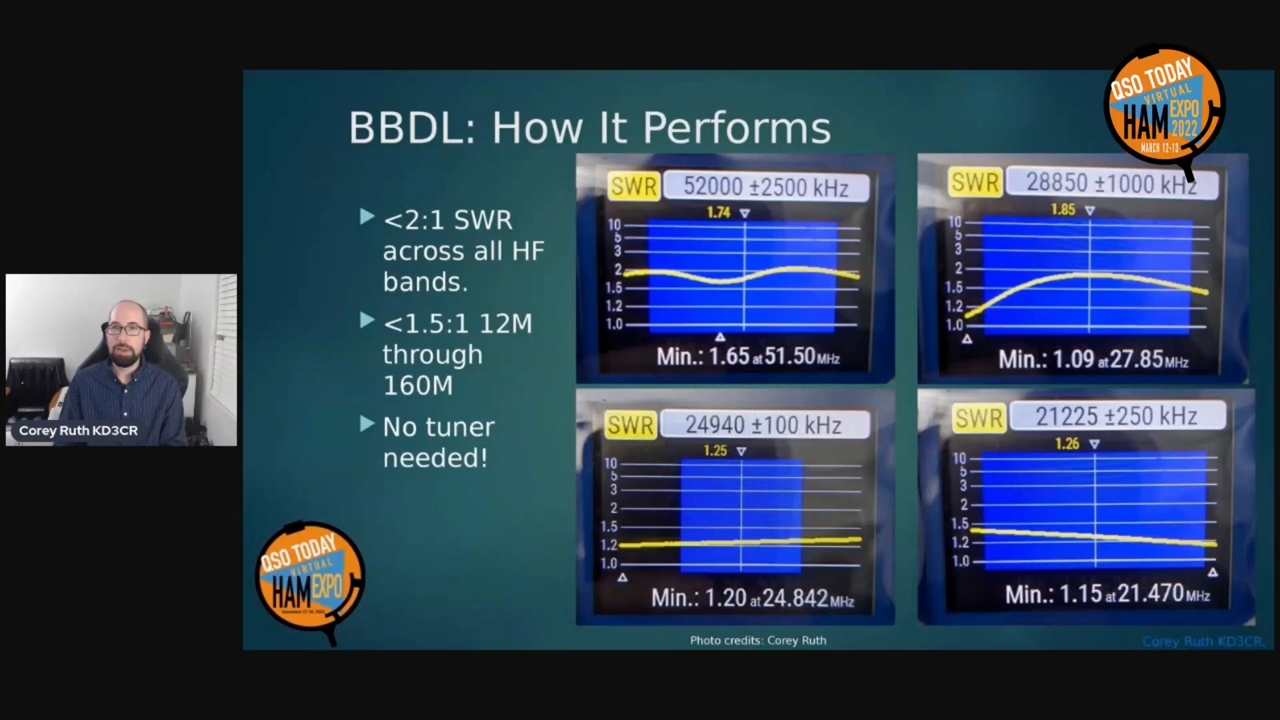 QSO TODAY
VIRTUAL
HAM EXPO
2022
MARCH 12-13
BBDL: How It Performs
<2:1 SWR
across all HF
bands.
<1.5:1 12M
through
160M
No tuner
needed!
SWR 52000 ±2500 kHz
1.74
10
5
3
2
1.5
1.2
1.0
Min.: 1.65 at 51.50 MHz
SWR 28850 ±1000 kHz
1.85
10
5
3
2
1.5
1.2
1.0
Min.: 1.09 at 27.85 MHz
SWR 24940 ±100 kHz
1.25
10
5
3
2
1.5
1.2
1.0
Min.: 1.20 at 24.842 MHz
SWR 21225 ±250 kHz
1.26
10
5
3
2
1.5
1.2
1.0
Min.: 1.15 at 21.470 MHz
Corey Ruth KD3CR
QSO TODAY
VIRTUAL
HAM EXPO
Photo credits: Corey Ruth
Corey Ruth KD3CR,